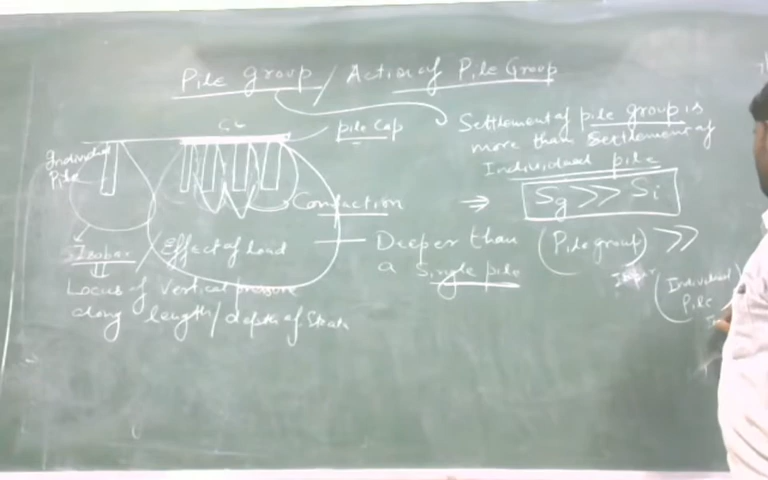 Pile group / Action of Pile Group
GL
pile cap
Individual
Pile
Compaction
Isobar / Effect of load
Locus of Vertical pressure
along length / depth of Strata
Deeper than
a Single pile
Settlement of pile group is
more than Settlement of
Individual pile
⇒ Sg >> Si
(Pile group) >>
(Individual
Pile